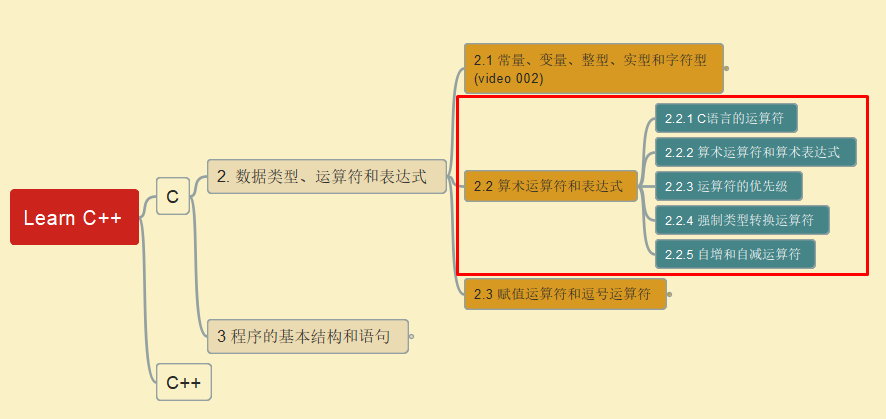 Learn C++
C
2. 数据类型、运算符和表达式
2.1 常量、变量、整型、实型和字符型
(video 002)
2.2 算术运算符和表达式
2.2.1 C语言的运算符
2.2.2 算术运算符和算术表达式
2.2.3 运算符的优先级
2.2.4 强制类型转换运算符
2.2.5 自增和自减运算符
2.3 赋值运算符和逗号运算符
3 程序的基本结构和语句
C++